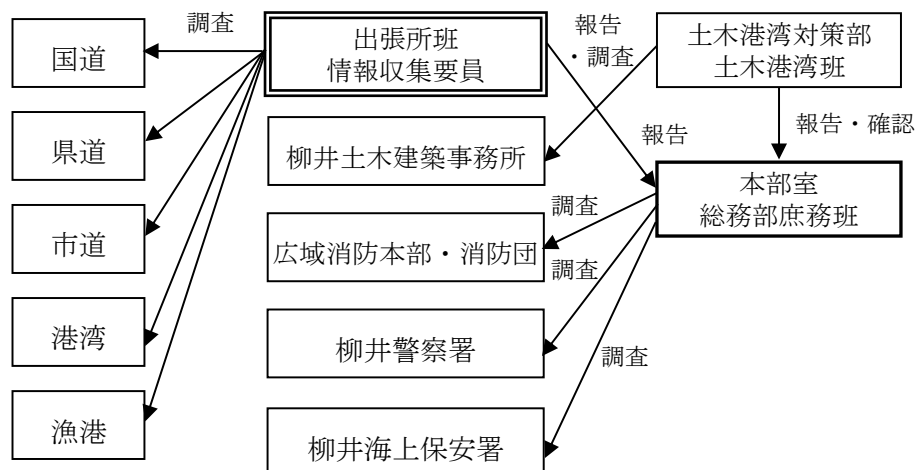 調査
国道
県道
市道
港湾
漁港
出張所班
情報収集要員
報告
・調査
土木港湾対策部
土木港湾班
柳井土木建築事務所
報告
報告・確認
本部室
総務部庶務班
調査
広域消防本部・消防団
調査
柳井警察署
調査
柳井海上保安署